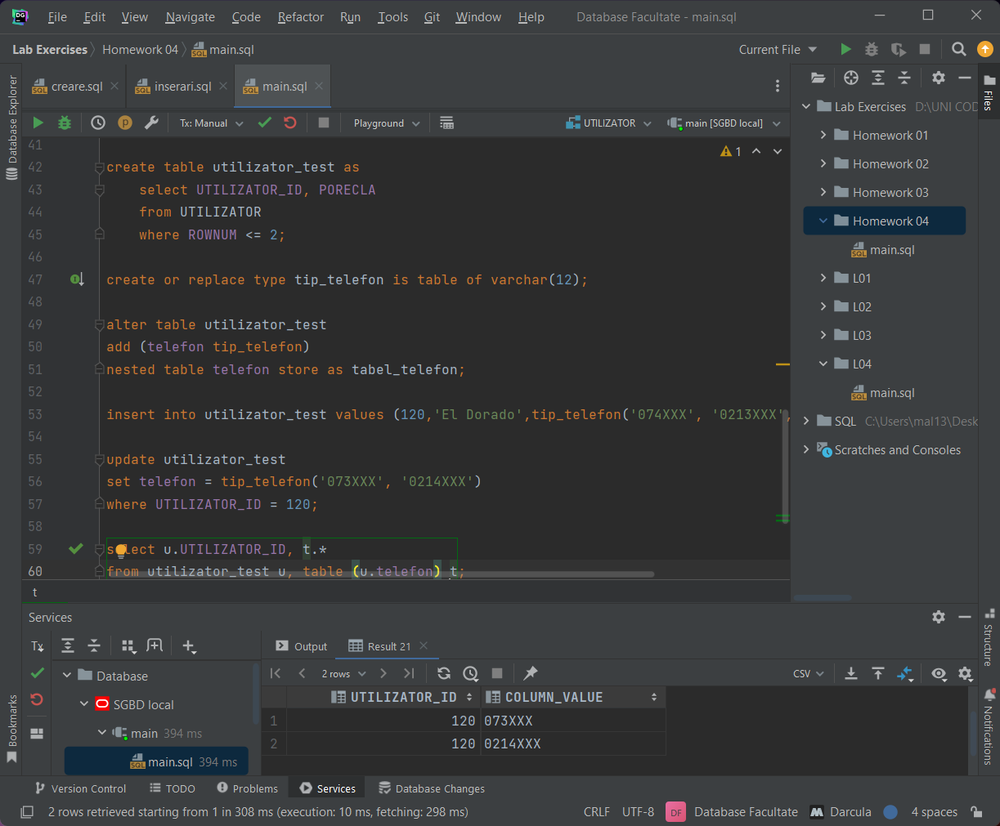 DG File Edit View Navigate Code Refactor Run Tools Git Window Help Database Facultate - main.sql
Lab Exercises Homework 04 main.sql Current File
creare.sql inserari.sql main.sql
Tx: Manual Playground UTILIZATOR main [SGBD local]
1
41
42 create table utilizator_test as
43 select UTILIZATOR_ID, PORECLA
44 from UTILIZATOR
45 where ROWNUM <= 2;
46
47 create or replace type tip_telefon is table of varchar(12);
48
49 alter table utilizator_test
50 add (telefon tip_telefon)
51 nested table telefon store as tabel_telefon;
52
53 insert into utilizator_test values (120,'El Dorado',tip_telefon('074XXX', '0213XXX',
54
55 update utilizator_test
56 set telefon = tip_telefon('073XXX', '0214XXX')
57 where UTILIZATOR_ID = 120;
58
59 select u.UTILIZATOR_ID, t.*
60 from utilizator_test u, table (u.telefon) t;
t
Database Explorer
Bookmarks
Lab Exercises D:\UNI COD
Homework 01
Homework 02
Homework 03
Homework 04
main.sql
L01
L02
L03
L04
main.sql
SQL C:\Users\mal13\Desk
Scratches and Consoles
Files
Structure
Notifications
Services
Tx
Database
SGBD local
main 394 ms
main.sql 394 ms
Output Result 21
2 rows CSV
UTILIZATOR_ID COLUMN_VALUE
1 120 073XXX
2 120 0214XXX
Version Control TODO Problems Services Database Changes
2 rows retrieved starting from 1 in 308 ms (execution: 10 ms, fetching: 298 ms) CRLF UTF-8 DF Database Facultate Darcula 4 spaces